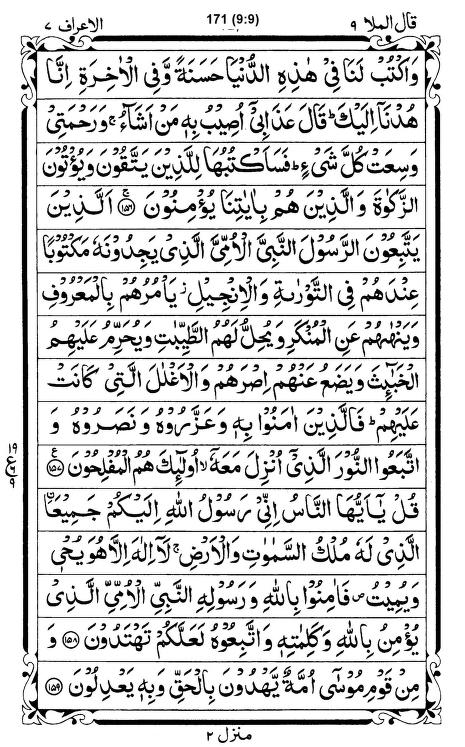 قال الملا ٩ 171 (9:9) الاعراف ٧
وَاكْتُبْ لَنَا فِيْ هٰذِهِ الدُّنْيَا حَسَنَةً وَّفِي الْاٰخِرَةِ اِنَّا
هُدْنَاۤ اِلَيْكَ ؕ قَالَ عَذَابِيْۤ اُصِيْبُ بِهٖ مَنْ اَشَآءُ ۚ وَرَحْمَتِيْ
وَسِعَتْ كُلَّ شَيْءٍ ؕ فَسَاَكْتُبُهَا لِلَّذِيْنَ يَتَّقُوْنَ وَيُؤْتُوْنَ
الزَّكٰوةَ وَالَّذِيْنَ هُمْ بِاٰيٰتِنَا يُؤْمِنُوْنَ ۚ ﴿١٥٦﴾ اَلَّذِيْنَ
يَتَّبِعُوْنَ الرَّسُوْلَ النَّبِيَّ الْاُمِّيَّ الَّذِيْ يَجِدُوْنَهٗ مَكْتُوْبًا
عِنْدَهُمْ فِي التَّوْرٰىةِ وَالْاِنْجِيْلِ ؗ يَاْمُرُهُمْ بِالْمَعْرُوْفِ
وَيَنْهٰىهُمْ عَنِ الْمُنْكَرِ وَيُحِلُّ لَهُمُ الطَّيِّبٰتِ وَيُحَرِّمُ عَلَيْهِمُ
الْخَبٰٓئِثَ وَيَضَعُ عَنْهُمْ اِصْرَهُمْ وَالْاَغْلٰلَ الَّتِيْ كَانَتْ
عَلَيْهِمْ ؕ فَالَّذِيْنَ اٰمَنُوْا بِهٖ وَعَزَّرُوْهُ وَنَصَرُوْهُ وَ
اتَّبَعُوا النُّوْرَ الَّذِيْۤ اُنْزِلَ مَعَهٗۤ ۙ اُولٰٓئِكَ هُمُ الْمُفْلِحُوْنَ ﴿١٥٧﴾ ع
١٩ ع ٩
قُلْ يٰۤاَيُّهَا النَّاسُ اِنِّيْ رَسُوْلُ اللّٰهِ اِلَيْكُمْ جَمِيْعَا ۨ
الَّذِيْ لَهٗ مُلْكُ السَّمٰوٰتِ وَالْاَرْضِ ۚ لَاۤ اِلٰهَ اِلَّا هُوَ يُحْيٖ
وَيُمِيْتُ ۪ فَاٰمِنُوْا بِاللّٰهِ وَرَسُوْلِهِ النَّبِيِّ الْاُمِّيِّ الَّذِيْ
يُؤْمِنُ بِاللّٰهِ وَكَلِمٰتِهٖ وَاتَّبِعُوْهُ لَعَلَّكُمْ تَهْتَدُوْنَ ﴿١٥٨﴾ وَ
مِنْ قَوْمِ مُوْسٰۤى اُمَّةٌ يَّهْدُوْنَ بِالْحَقِّ وَبِهٖ يَعْدِلُوْنَ ﴿١٥٩﴾
منزل ٢